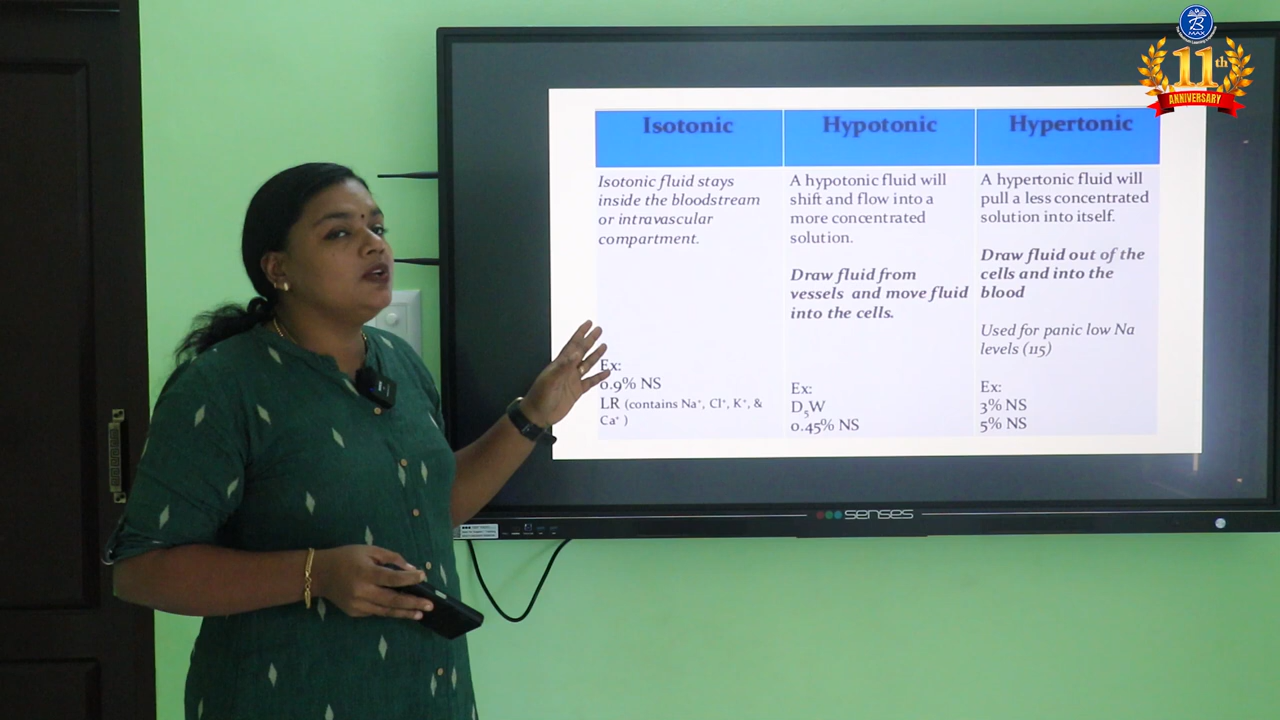 B
MAX
11th
ANNIVERSARY
Isotonic
Hypotonic
Hypertonic
Isotonic fluid stays
inside the bloodstream
or intravascular
compartment.
Ex:
0.9% NS
LR (contains Na⁺, Cl⁺, K⁺, &
Ca⁺ )
A hypotonic fluid will
shift and flow into a
more concentrated
solution.
Draw fluid from
vessels and move fluid
into the cells.
Ex:
D₅W
0.45% NS
A hypertonic fluid will
pull a less concentrated
solution into itself.
Draw fluid out of the
cells and into the
blood
Used for panic low Na
levels (115)
Ex:
3% NS
5% NS
senses